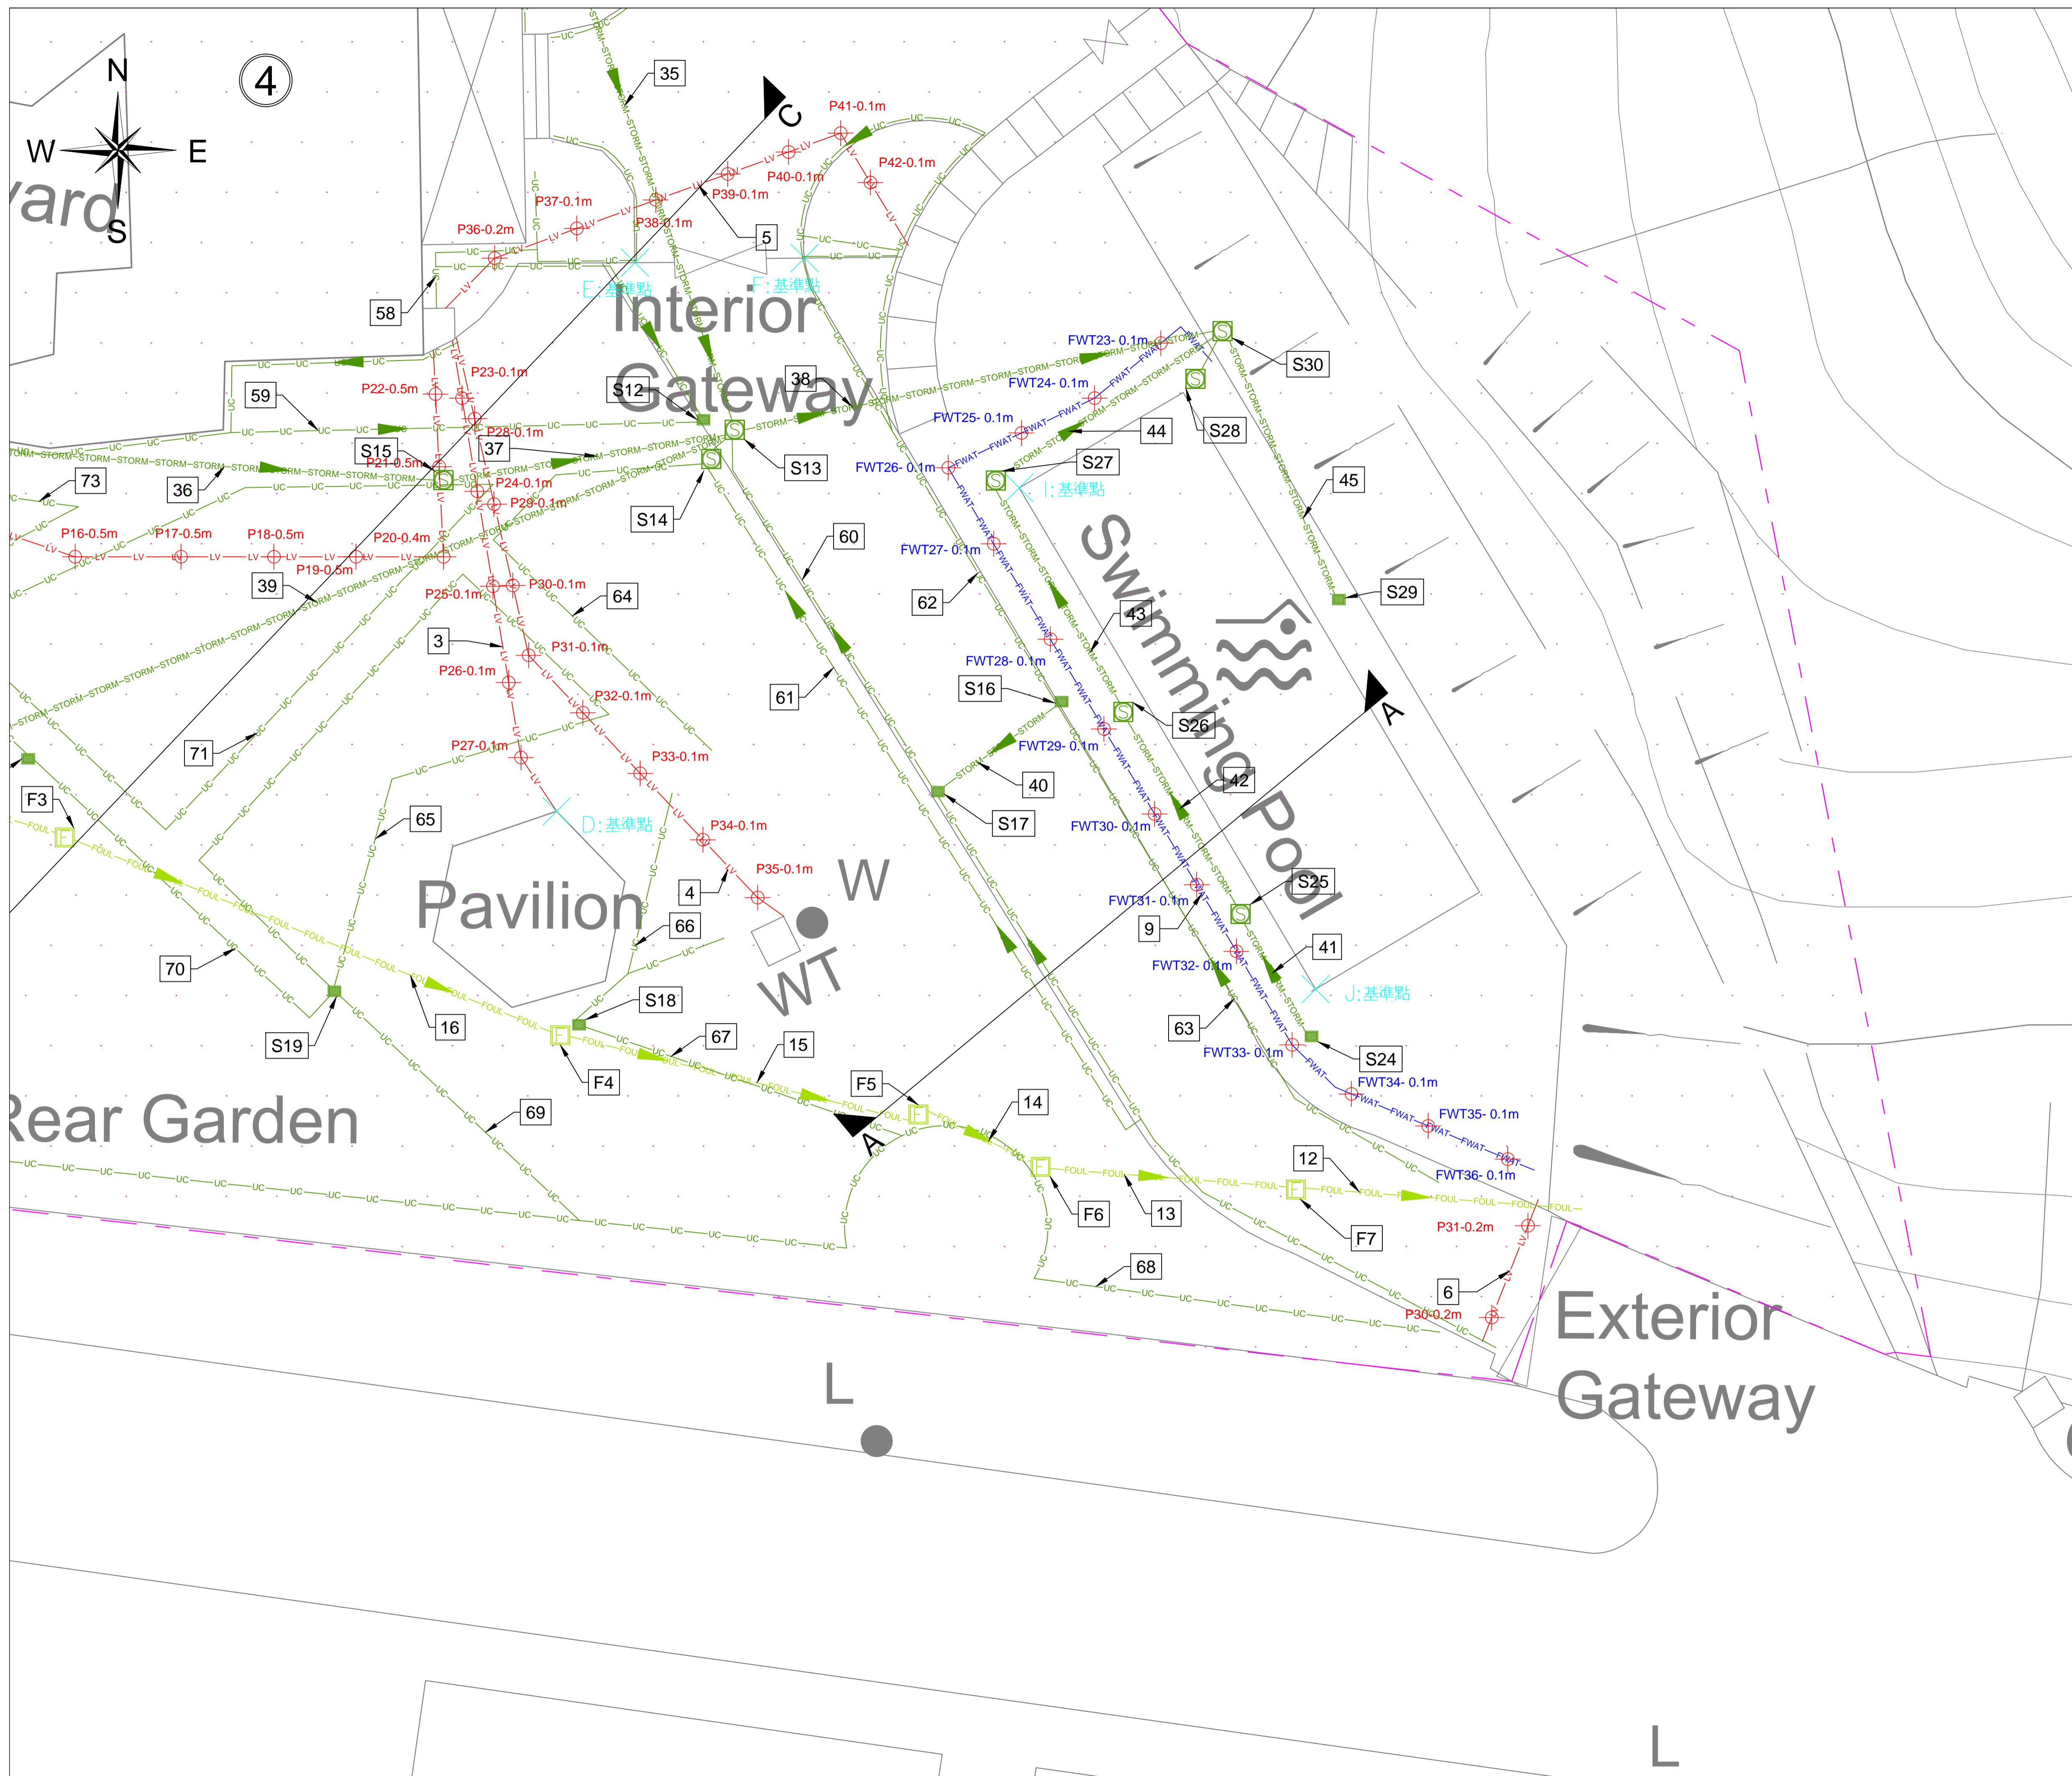 N
W
E
S
4
yard
35
C
P41-0.1m
P42-0.1m
P40-0.1m
P39-0.1m
P37-0.1m
P38-0.1m
P36-0.2m
5
58
E:基準點
F:基準點
Interior
Gateway
FWT23- 0.1m
S30
P23-0.1m
P22-0.5m
S12
38
FWT24- 0.1m
59
FWT25- 0.1m
44
S28
P28-0.1m
37
S15
P21-0.5m
S13
FWT26- 0.1m
S27
73
36
P24-0.1m
I:基準點
45
P29-0.1m
S14
P16-0.5m
P17-0.5m
P18-0.5m
P20-0.4m
P19-0.5m
60
FWT27- 0.1m
Swimming Pool
39
P25-0.1m
P30-0.1m
64
62
43
S29
3
P31-0.1m
P26-0.1m
FWT28- 0.1m
S16
P32-0.1m
61
S26
A
71
P27-0.1m
FWT29- 0.1m
P33-0.1m
40
42
F3
S17
D:基準點
FWT30- 0.1m
65
P34-0.1m
P35-0.1m
4
W
S25
FWT31- 0.1m
Pavilion
9
66
41
70
WT
FWT32- 0.1m
J:基準點
S18
16
63
S19
67
15
FWT33- 0.1m
S24
F4
F5
FWT34- 0.1m
14
Rear Garden
69
A
FWT35- 0.1m
12
FWT36- 0.1m
F6
13
F7
P31-0.2m
68
6
P30-0.2m
Exterior
Gateway
L
L
UC
STORM
LV
FWAT
FOUL
S
F